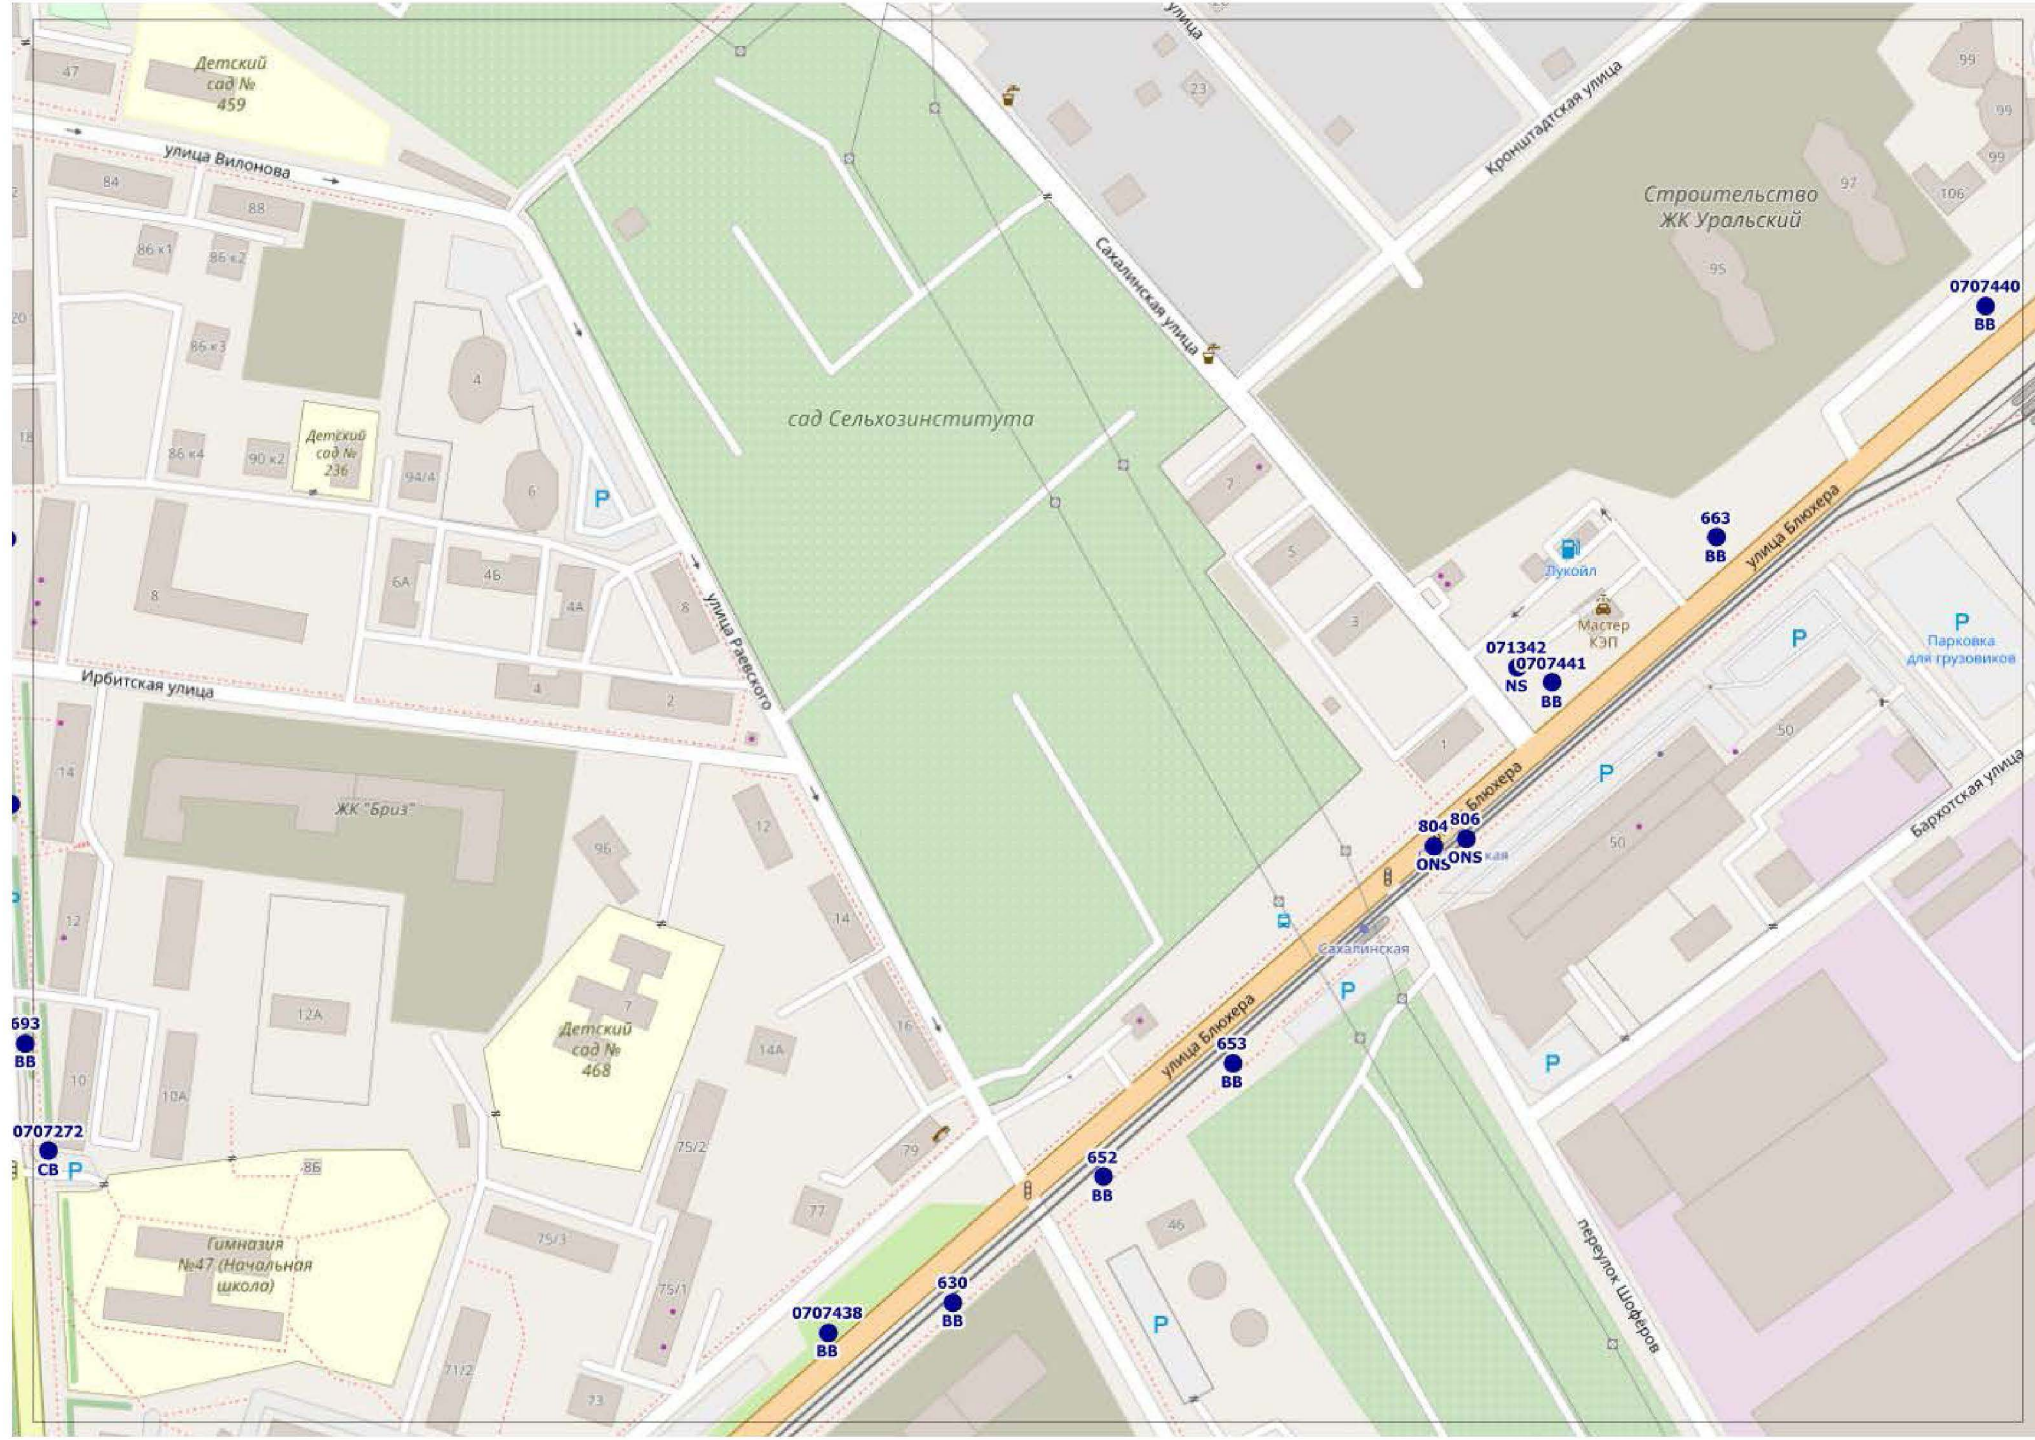 47
Детский
сад №
459
улица Вилонова
84
88
86 к1
86 к2
86 к3
86 к4
90 к2
Детский
сад №
236
94/4
4
6
P
20
18
8
6А
4Б
4А
8
4
2
улица Раевского
Ирбитская улица
14
ЖК "Бриз"
12
12
9Б
14
16
12А
10
10А
14А
7
Детский
сад №
468
693
BB
0707272
CB
P
8Б
Гимназия
№47 (Начальная
школа)
75/2
75/3
75/1
71/2
73
77
79
сад Сельхозинститута
улица
23
Сахалинская улица
Кронштадтская улица
Строительство
ЖК Уральский
95
97
99
99
99
106
0707440
BB
663
BB
улица Блюхера
Лукойл
Мастер
КЭП
071342
NS
0707441
BB
7
5
3
1
Блюхера
804
ONS
806
ONS
кая
Сахалинская
P
P
P
Парковка
для грузовиков
50
50
P
P
Бархотская улица
улица Блюхера
653
BB
652
BB
630
BB
0707438
BB
46
P
переулок Шофёров